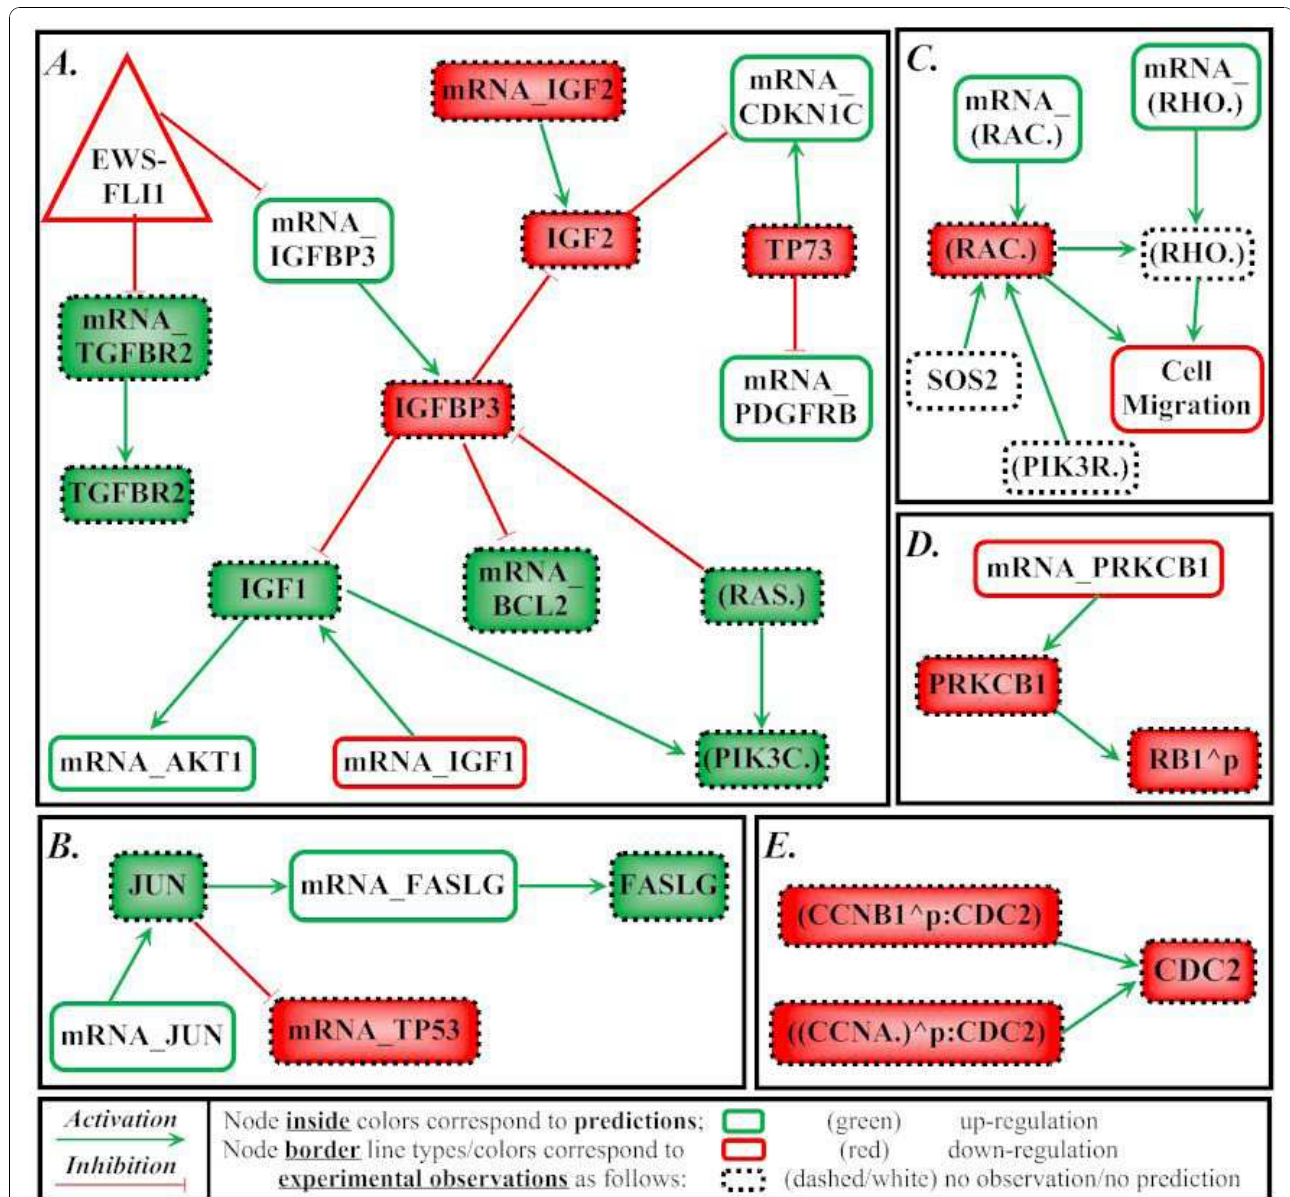 A.
EWS-
FLI1
mRNA_
IGFBP3
mRNA_
TGFBR2
TGFBR2
mRNA_IGF2
IGF2
mRNA_
CDKN1C
TP73
mRNA_
PDGFRB
IGFBP3
IGF1
mRNA_
BCL2
(RAS.)
mRNA_AKT1
mRNA_IGF1
(PIK3C.)
B.
JUN
mRNA_FASLG
FASLG
mRNA_JUN
mRNA_TP53
C.
mRNA_
(RAC.)
mRNA_
(RHO.)
(RAC.)
(RHO.)
SOS2
(PIK3R.)
Cell
Migration
D.
mRNA_PRKCB1
PRKCB1
RB1^p
E.
(CCNB1^p:CDC2)
CDC2
((CCNA.)^p:CDC2)
Activation
Inhibition
Node inside colors correspond to predictions;
Node border line types/colors correspond to
experimental observations as follows:
(green) up-regulation
(red) down-regulation
(dashed/white) no observation/no prediction